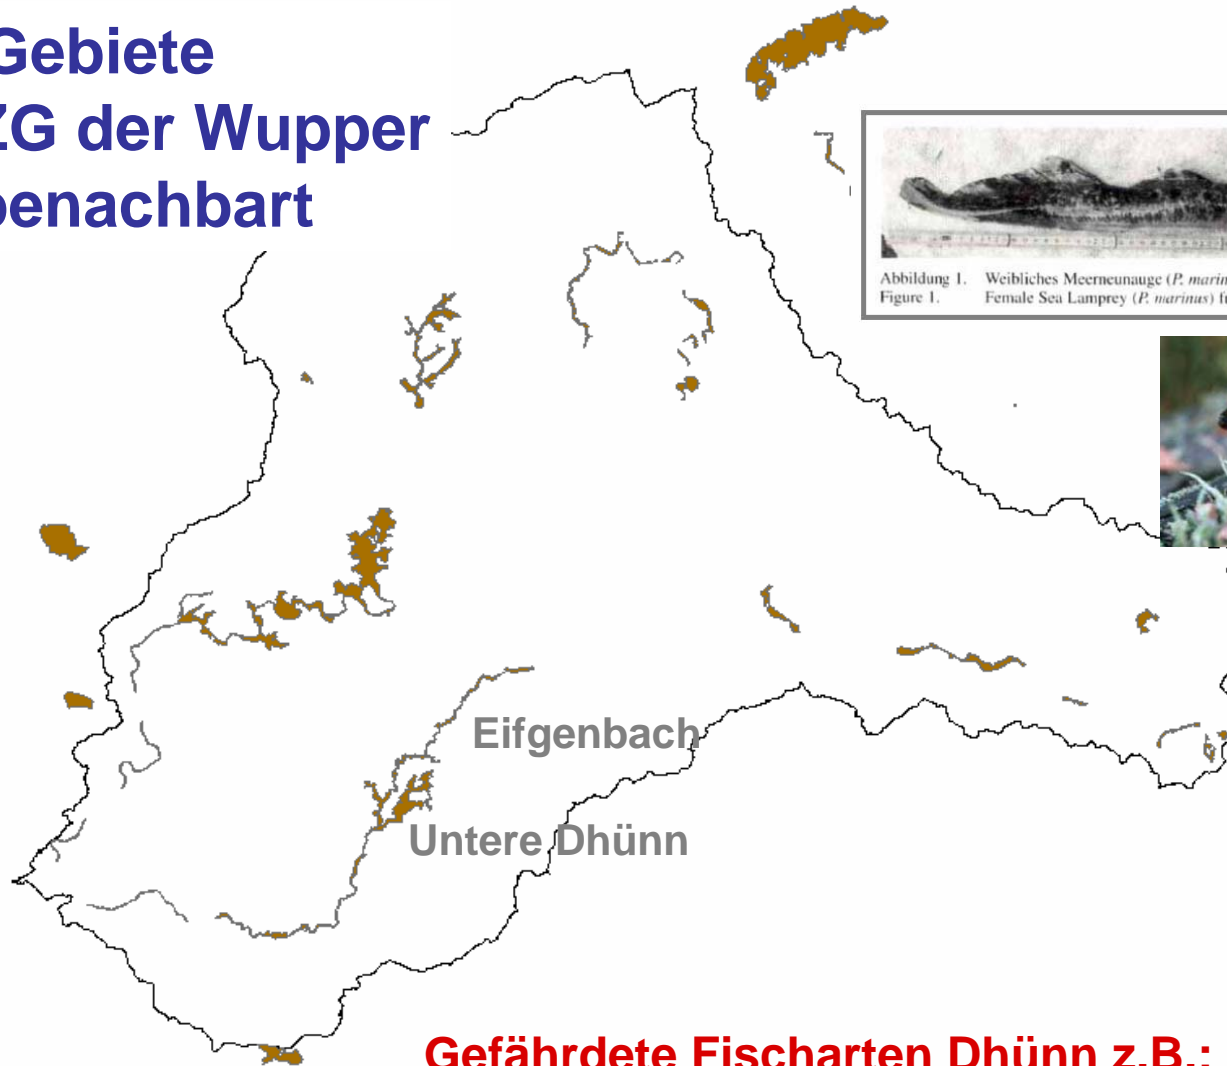 Gebiete
ZG der Wupper
benachbart
Abbildung 1. Weibliches Meerneunauge (P. marin
Figure 1. Female Sea Lamprey (P. marinus) f
Eifgenbach
Untere Dhünn
Gefährdete Fischarten Dhünn z.B.: